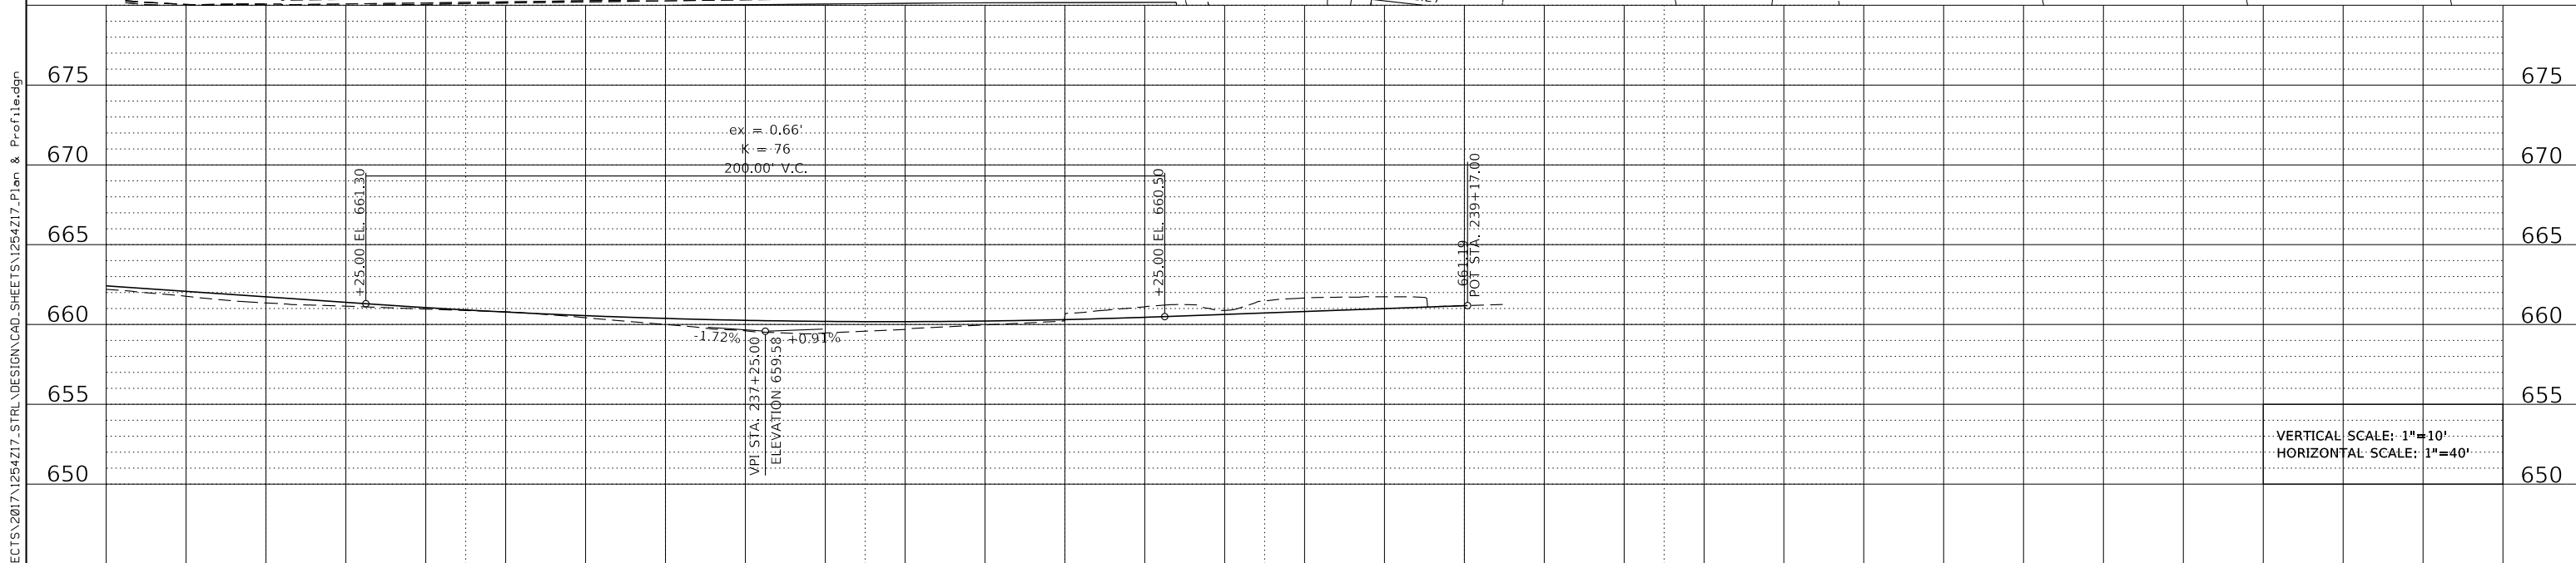 675
675
ex = 0.66'
K = 76
200.00' V.C.
670
670
+25.00 EL. 661.30
+25.00 EL. 660.50
661.19
POT STA. 239+17.00
665
665
660
660
-1.72%
+0.91%
VPI STA. 237+25.00
ELEVATION 659.58
655
655
VERTICAL SCALE: 1"=10'
HORIZONTAL SCALE: 1"=40'
650
650
ECTS\2017\1254Z17_STRL\DESIGN\CAD_SHEETS\1254Z17_Plan & Profile.dgn